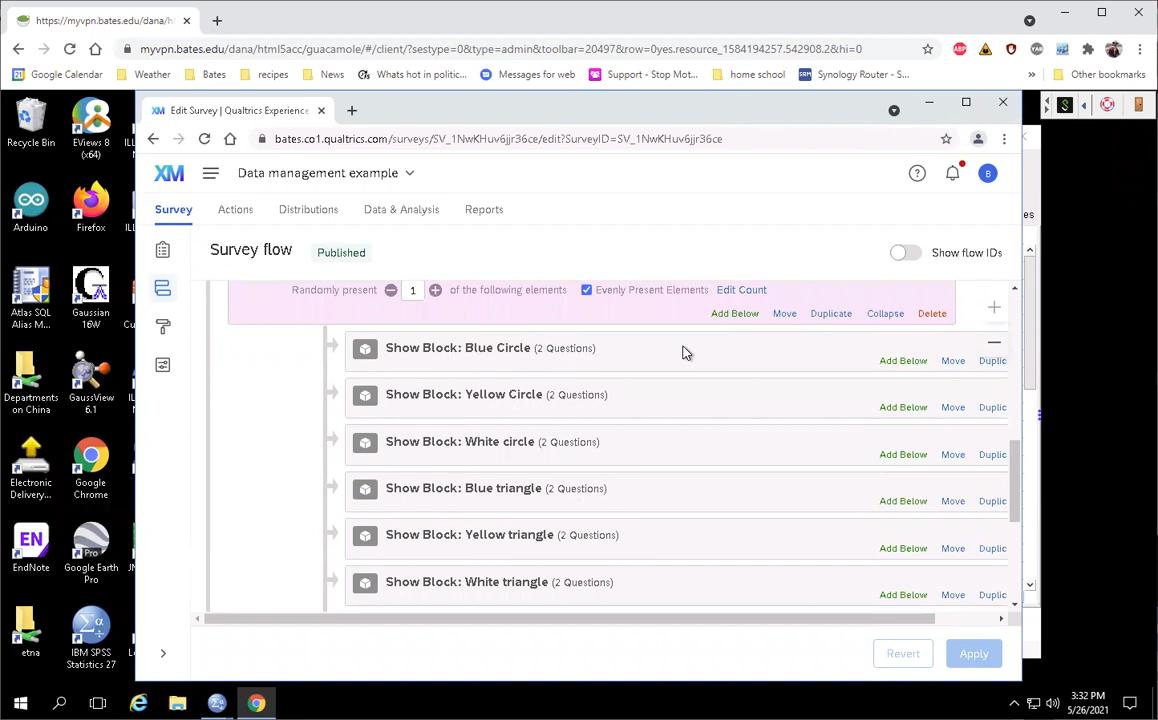 https://myvpn.bates.edu/dana/h
myvpn.bates.edu/dana/html5acc/guacamole/#/client/?sestype=0&type=admin&toolbar=20497&row=0yes.resource_1584194257.542908.2&hi=0
Google Calendar Weather Bates recipes News Whats hot in politic... Messages for web Support - Stop Mot... home school Synology Router - S... » Other bookmarks
Recycle Bin
EViews 8 (x64)
Arduino
Firefox
Atlas SQL Alias M...
Gaussian 16W
Departments on China
GaussView 6.1
Electronic Delivery...
Google Chrome
EndNote
Google Earth Pro
etna
IBM SPSS Statistics 27
XM Edit Survey | Qualtrics Experience
bates.co1.qualtrics.com/surveys/SV_1NwKHuv6jjr36ce/edit?SurveyID=SV_1NwKHuv6jjr36ce
XM Data management example B
Survey Actions Distributions Data & Analysis Reports
Survey flow Published Show flow IDs
Randomly present 1 of the following elements Evenly Present Elements Edit Count
Add Below Move Duplicate Collapse Delete
Show Block: Blue Circle (2 Questions)
Add Below Move Duplic
Show Block: Yellow Circle (2 Questions)
Add Below Move Duplic
Show Block: White circle (2 Questions)
Add Below Move Duplic
Show Block: Blue triangle (2 Questions)
Add Below Move Duplic
Show Block: Yellow triangle (2 Questions)
Add Below Move Duplic
Show Block: White triangle (2 Questions)
Add Below Move Duplic
Revert Apply
3:32 PM
5/26/2021